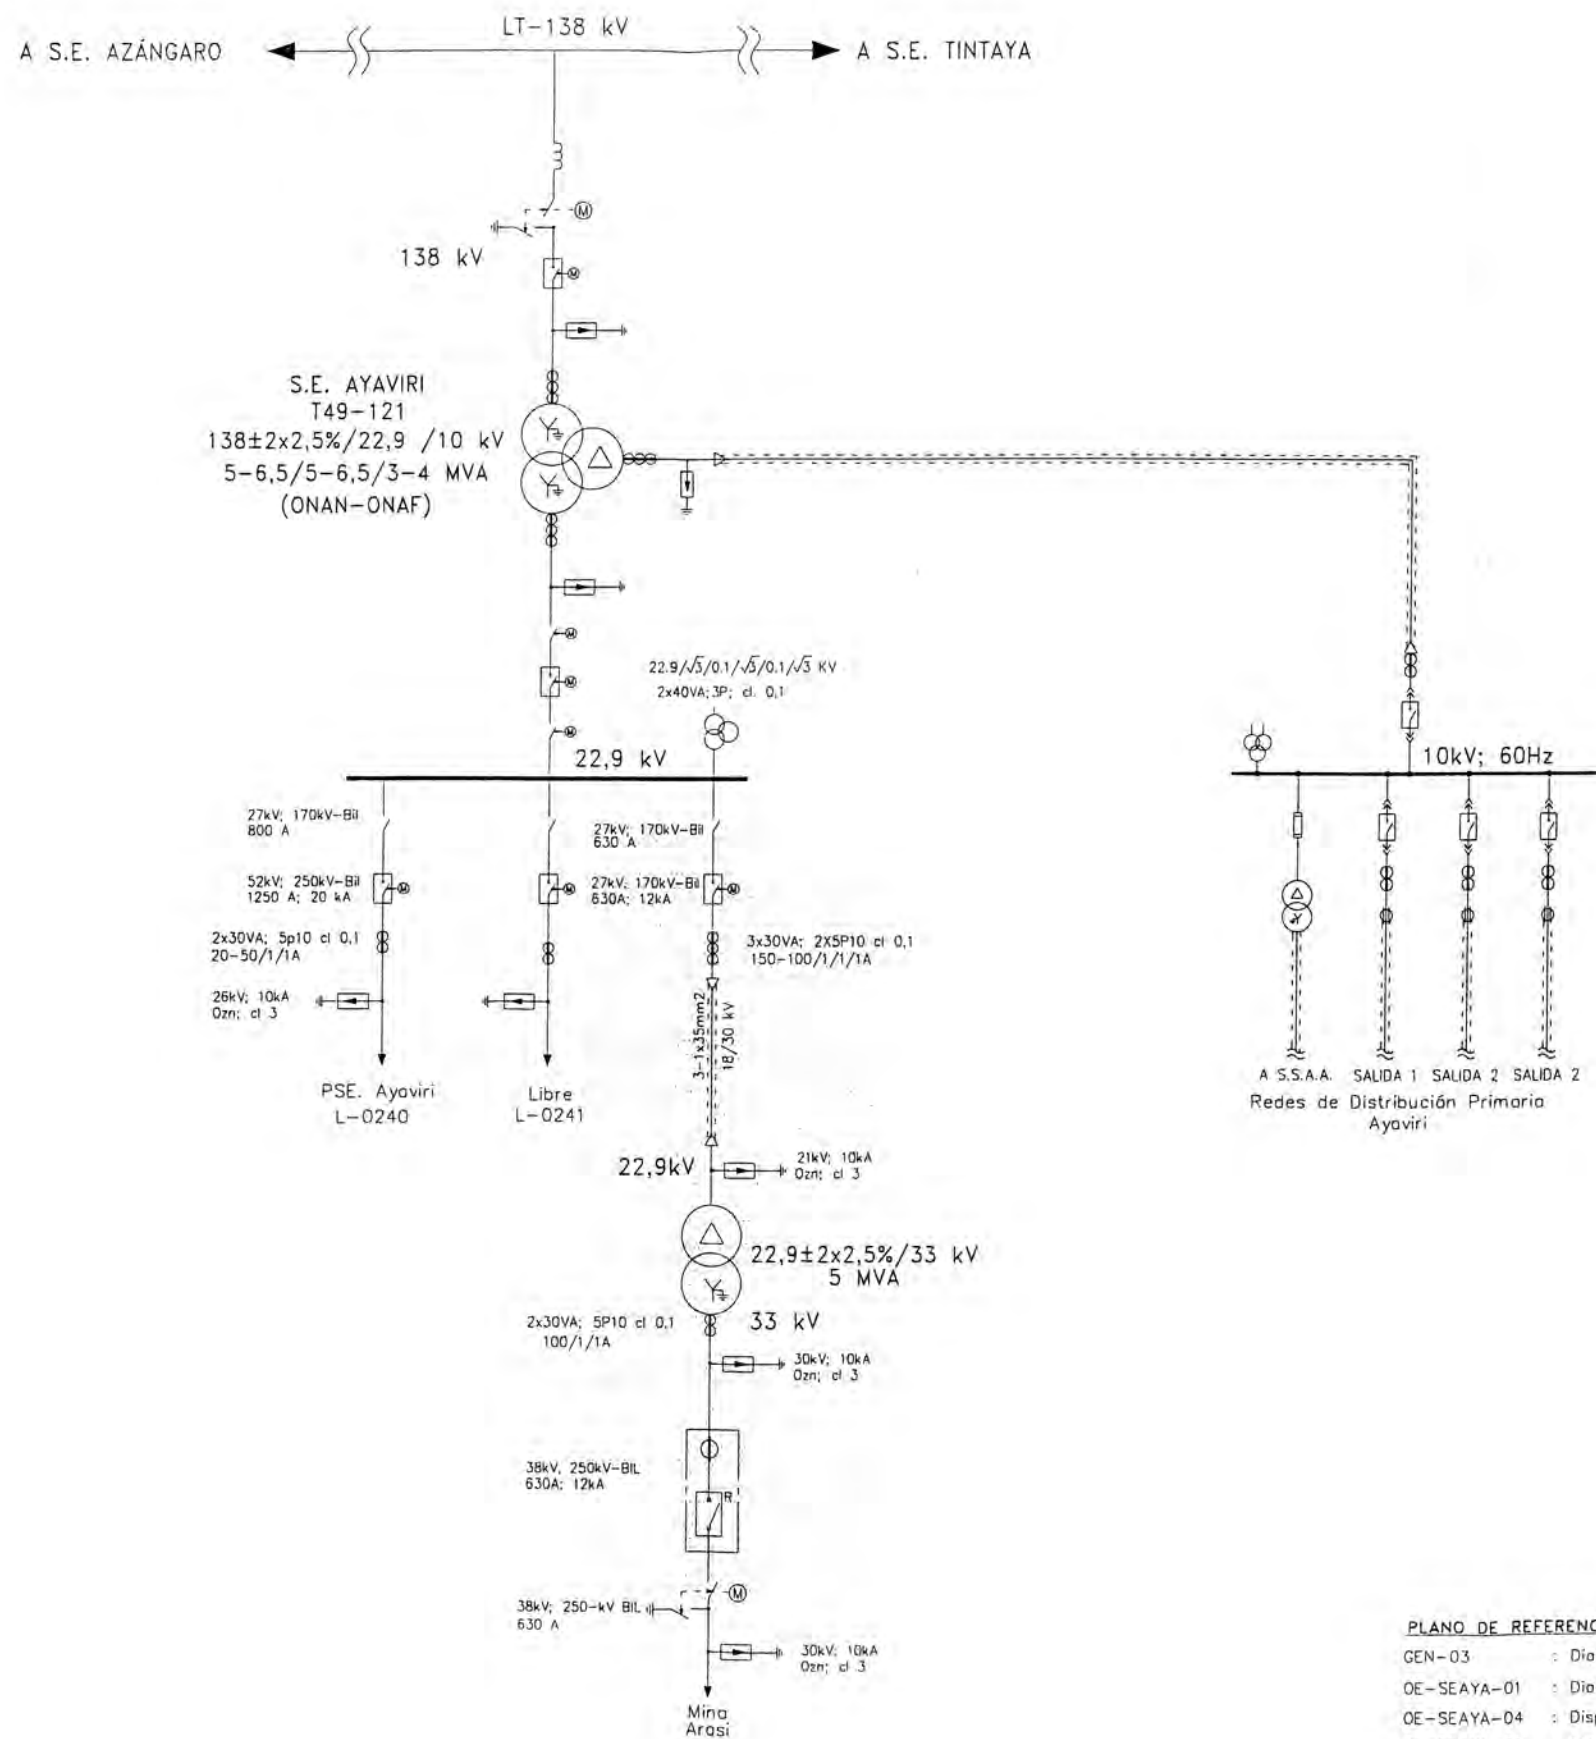 LT-138 kV
A S.E. AZÁNGARO
A S.E. TINTAYA
M
138 kV
M
S.E. AYAVIRI
T49-121
138±2x2,5%/22,9 /10 kV
5-6,5/5-6,5/3-4 MVA
(ONAN-ONAF)
M
M
M
22.9/√3/0.1/√3/0.1/√3 KV
2x40VA;3P; cl. 0,1
22,9 kV
10kV; 60Hz
27kV; 170kV-Bil
800 A
27kV; 170kV-Bil
630 A
52kV; 250kV-Bil
1250 A; 20 kA
M
M
27kV; 170kV-Bil
630A; 12kA
M
2x30VA; 5p10 cl 0,1
20-50/1/1A
3x30VA; 2X5P10 cl 0,1
150-100/1/1/1A
26kV; 10kA
Ozn; cl 3
3-1x35mm2
18/30 kV
PSE. Ayaviri
L-0240
Libre
L-0241
A S.S.A.A.
SALIDA 1
SALIDA 2
SALIDA 2
Redes de Distribución Primaria
Ayaviri
22,9kV
21kV; 10kA
Ozn; cl 3
22,9±2x2,5%/33 kV
5 MVA
2x30VA; 5P10 cl 0,1
100/1/1A
33 kV
30kV; 10kA
Ozn; cl 3
38kV, 250kV-BIL
630A; 12kA
R
M
38kV; 250-kV BIL
630 A
30kV; 10kA
Ozn; cl 3
Mina
Arasi
PLANO DE REFERENC
GEN-03 : Dia
OE-SEAYA-01 : Dia
OE-SEAYA-04 : Disp